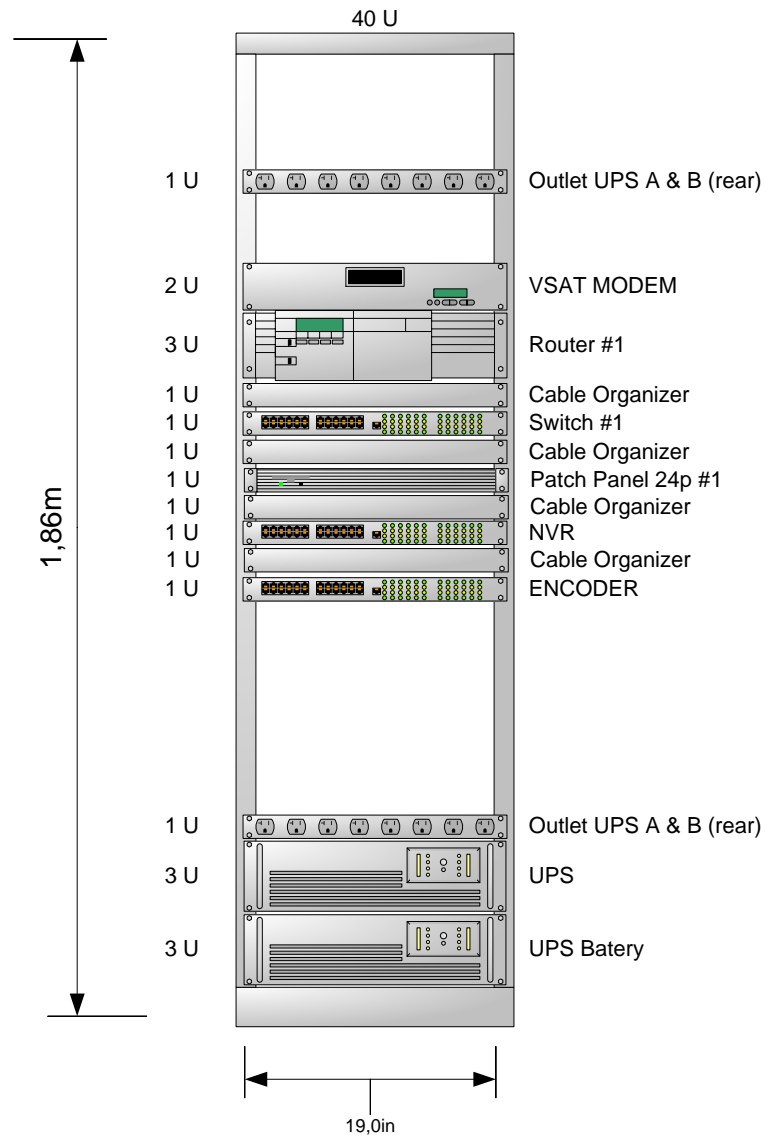 40 U
1 U Outlet UPS A & B (rear)
2 U VSAT MODEM
3 U Router #1
1 U Cable Organizer
1 U Switch #1
1 U Cable Organizer
1 U Patch Panel 24p #1
1 U Cable Organizer
1 U NVR
1 U Cable Organizer
1 U ENCODER
1,86m
1 U Outlet UPS A & B (rear)
3 U UPS
3 U UPS Batery
19,0in